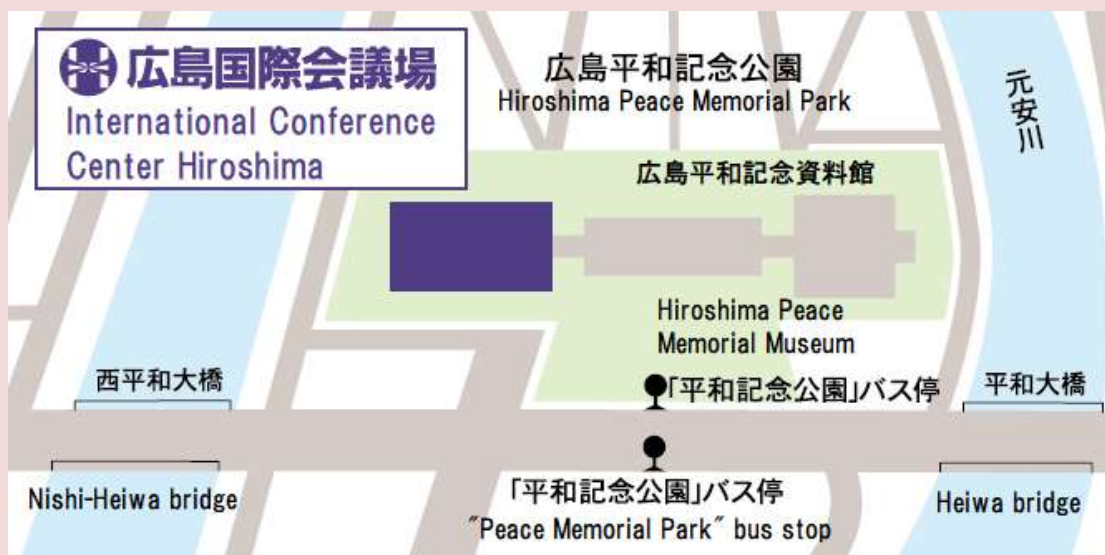 広島国際会議場
International Conference
Center Hiroshima
広島平和記念公園
Hiroshima Peace Memorial Park
元安川
広島平和記念資料館
Hiroshima Peace
Memorial Museum
西平和大橋
「平和記念公園」バス停
平和大橋
Nishi-Heiwa bridge
「平和記念公園」バス停
"Peace Memorial Park" bus stop
Heiwa bridge